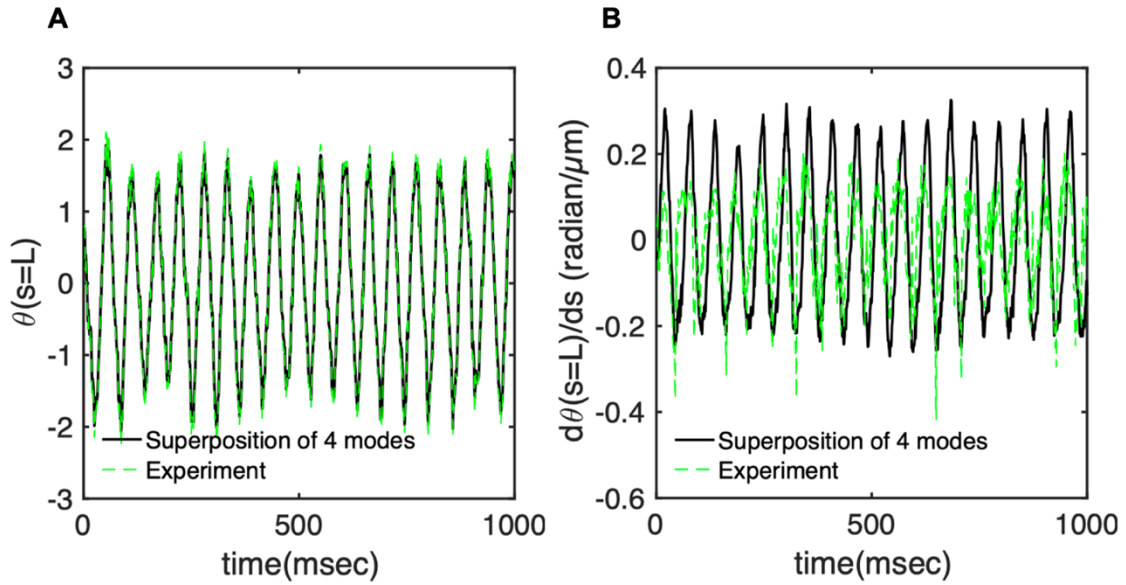 A
3
2
1
0
-1
-2
-3
θ(s=L)
Superposition of 4 modes
Experiment
0
500
1000
time(msec)
B
0.4
0.2
0
-0.2
-0.4
-0.6
dθ(s=L)/ds (radian/μm)
Superposition of 4 modes
Experiment
0
500
1000
time(msec)